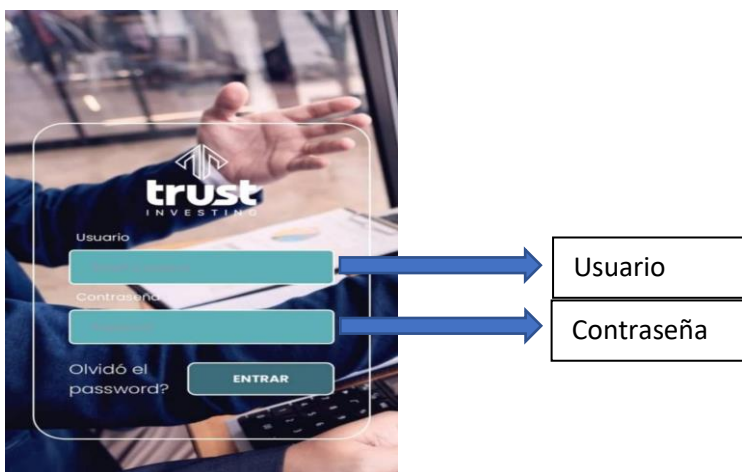 trust
INVESTING
Usuario
Contraseña
Olvidó el
password?
ENTRAR
Usuario
Contraseña